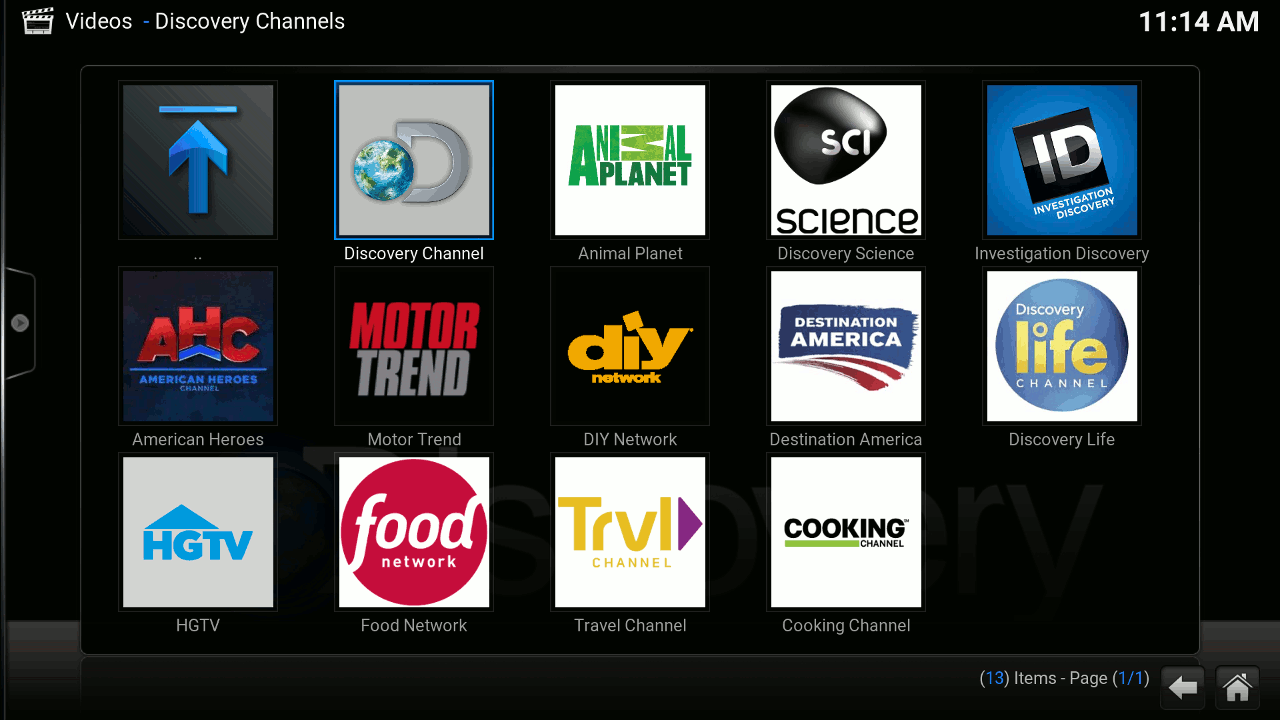 Videos - Discovery Channels
11:14 AM
..
D
Discovery Channel
ANIMAL
PLANET
Animal Planet
SCI
science
Discovery Science
ID
INVESTIGATION
DISCOVERY
Investigation Discovery
AHC
AMERICAN HEROES
CHANNEL
American Heroes
MOTOR
TREND
Motor Trend
diy
network
DIY Network
DESTINATION
AMERICA
Destination America
Discovery
life
CHANNEL
Discovery Life
HGTV
HGTV
food
network
Food Network
Trvl
CHANNEL
Travel Channel
COOKING™
CHANNEL
Cooking Channel
Discovery
(13) Items - Page (1/1)